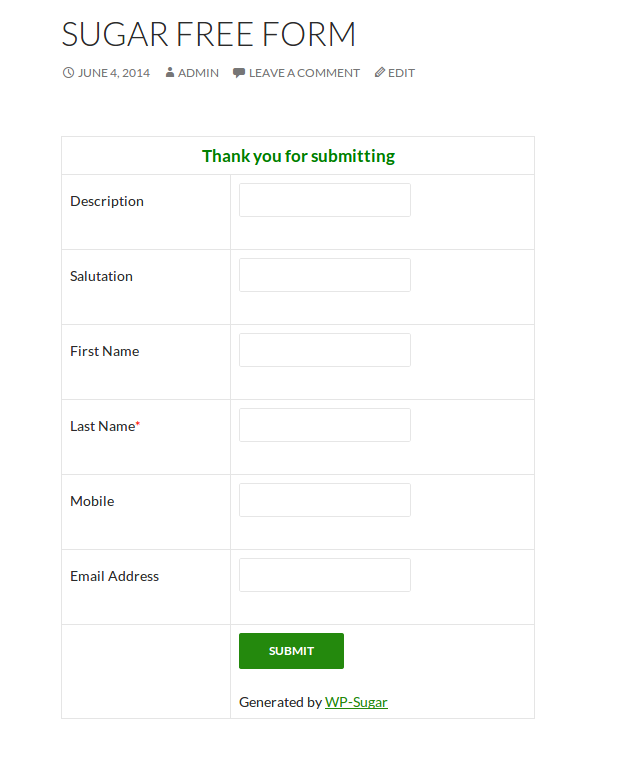 SUGAR FREE FORM
JUNE 4, 2014 ADMIN LEAVE A COMMENT EDIT
Thank you for submitting
Description
Salutation
First Name
Last Name*
Mobile
Email Address
SUBMIT
Generated by WP-Sugar